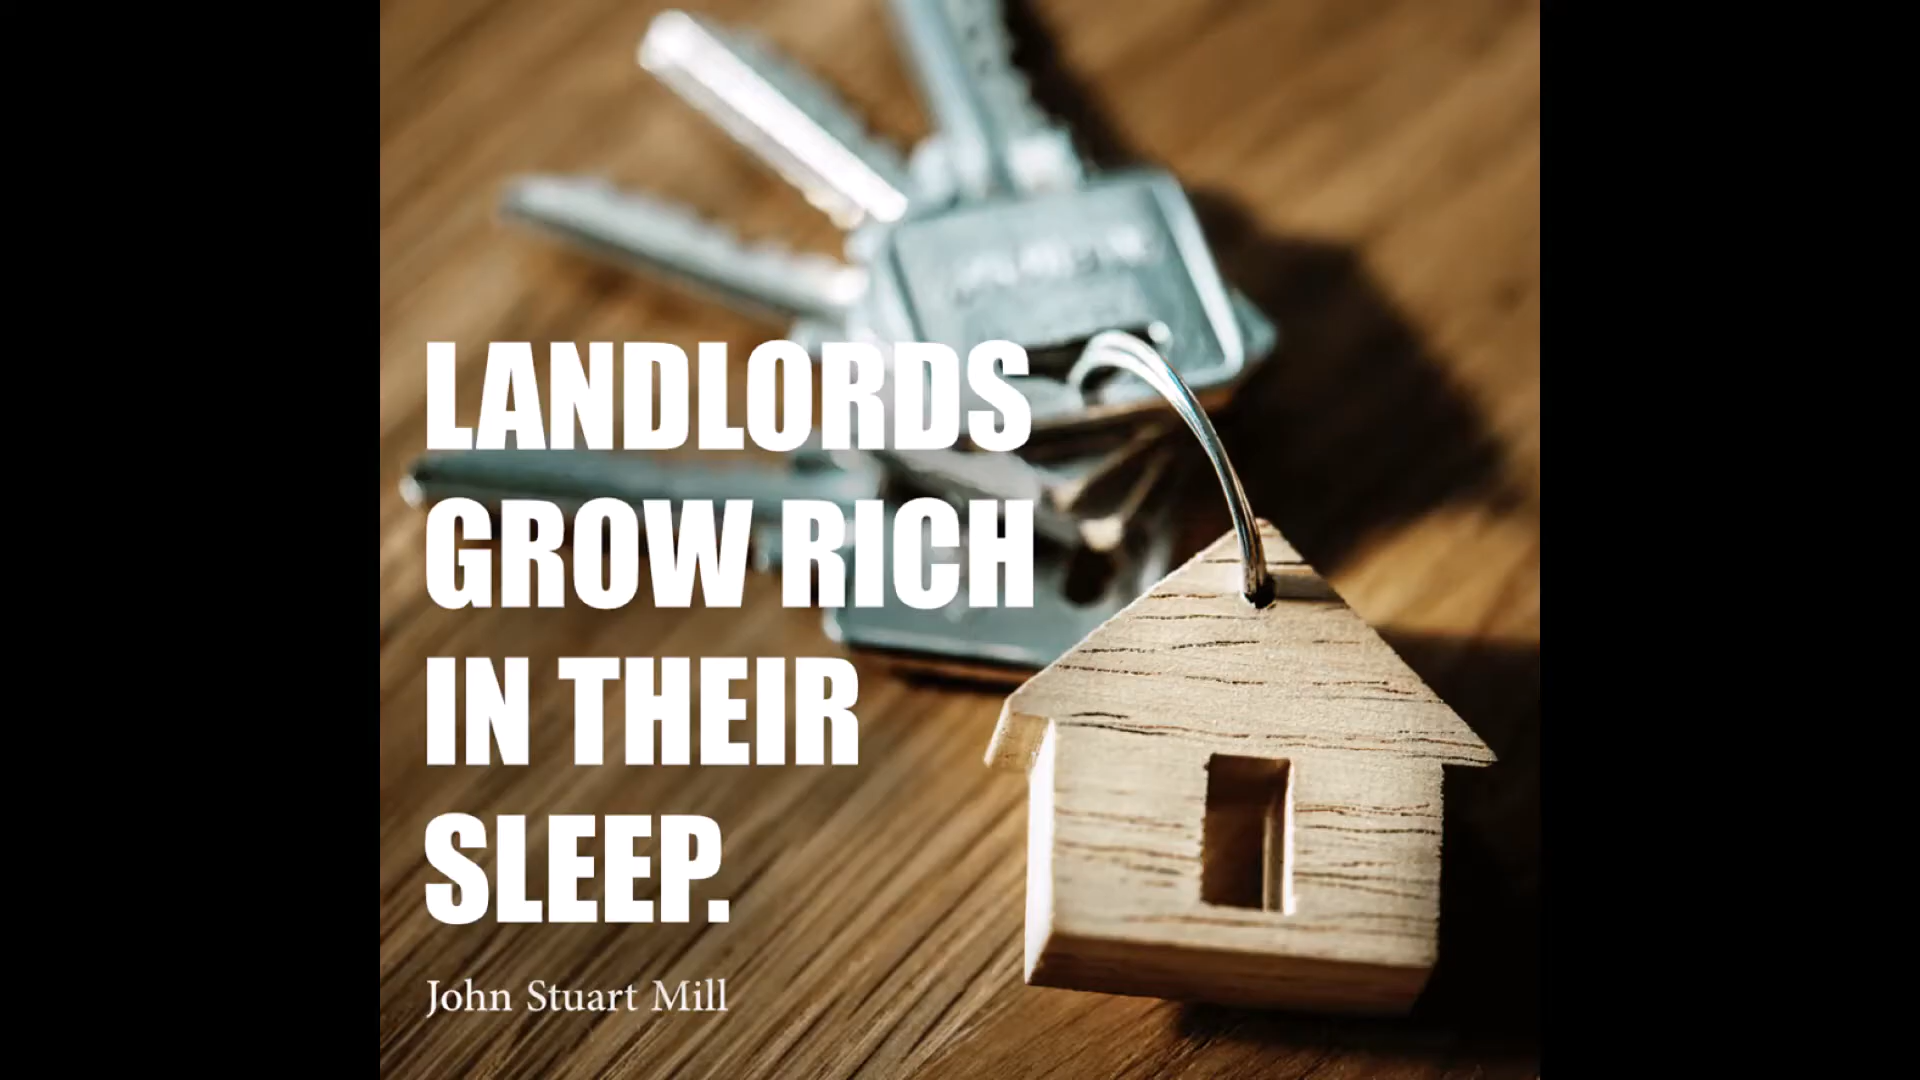 LANDLORDS
GROW RICH
IN THEIR
SLEEP.
John Stuart Mill